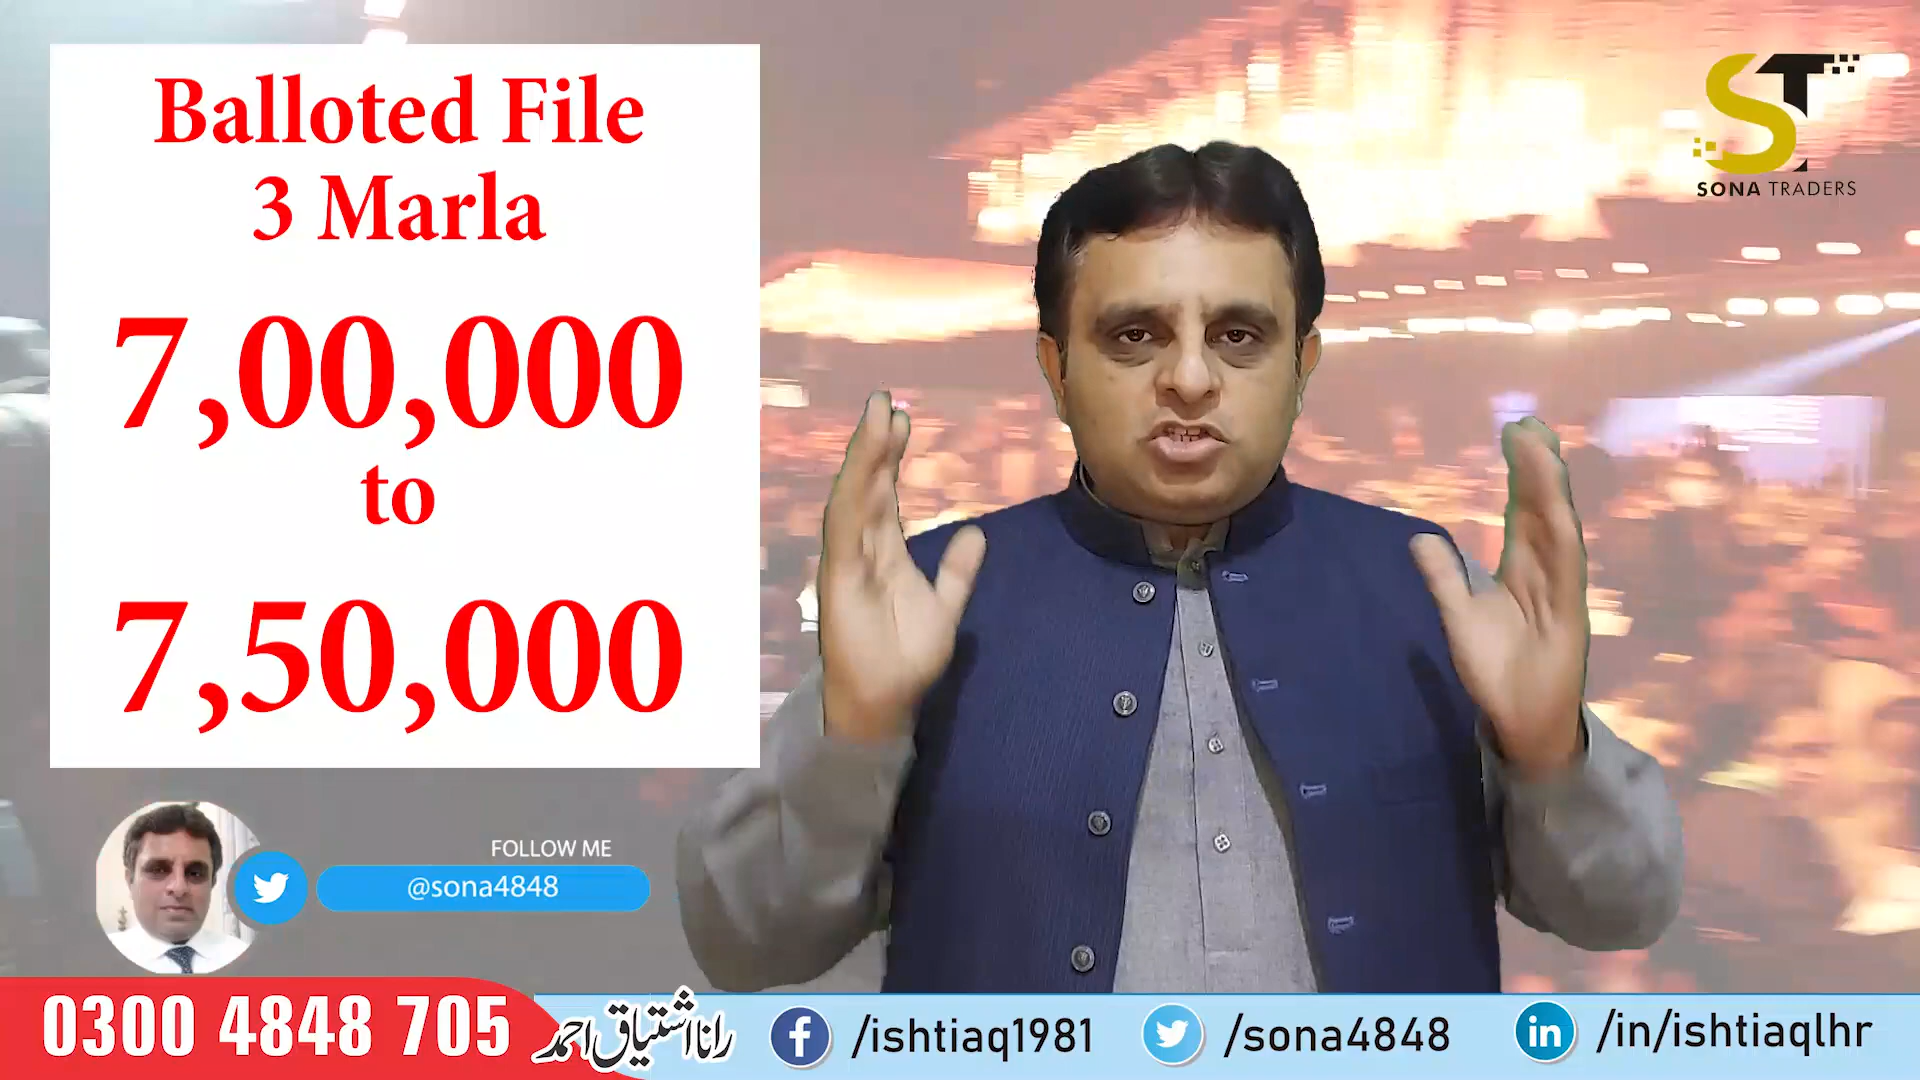 Balloted File
3 Marla
7,00,000
to
7,50,000
ST
SONA TRADERS
FOLLOW ME
@sona4848
0300 4848 705
رانا اشتیاق احمد
/ishtiaq1981
/sona4848
/in/ishtiaqlhr